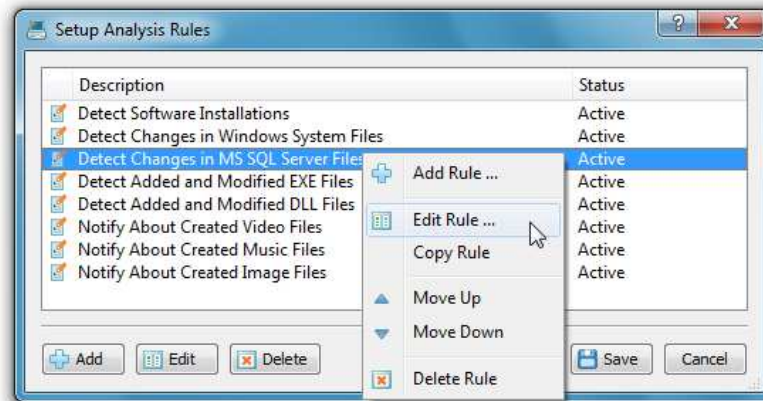 Setup Analysis Rules
?
Description Status
Detect Software Installations Active
Detect Changes in Windows System Files Active
Detect Changes in MS SQL Server Files Active
Detect Added and Modified EXE Files Active
Detect Added and Modified DLL Files Active
Notify About Created Video Files Active
Notify About Created Music Files Active
Notify About Created Image Files Active
Add Rule ...
Edit Rule ...
Copy Rule
Move Up
Move Down
Delete Rule
Add Edit Delete Save Cancel